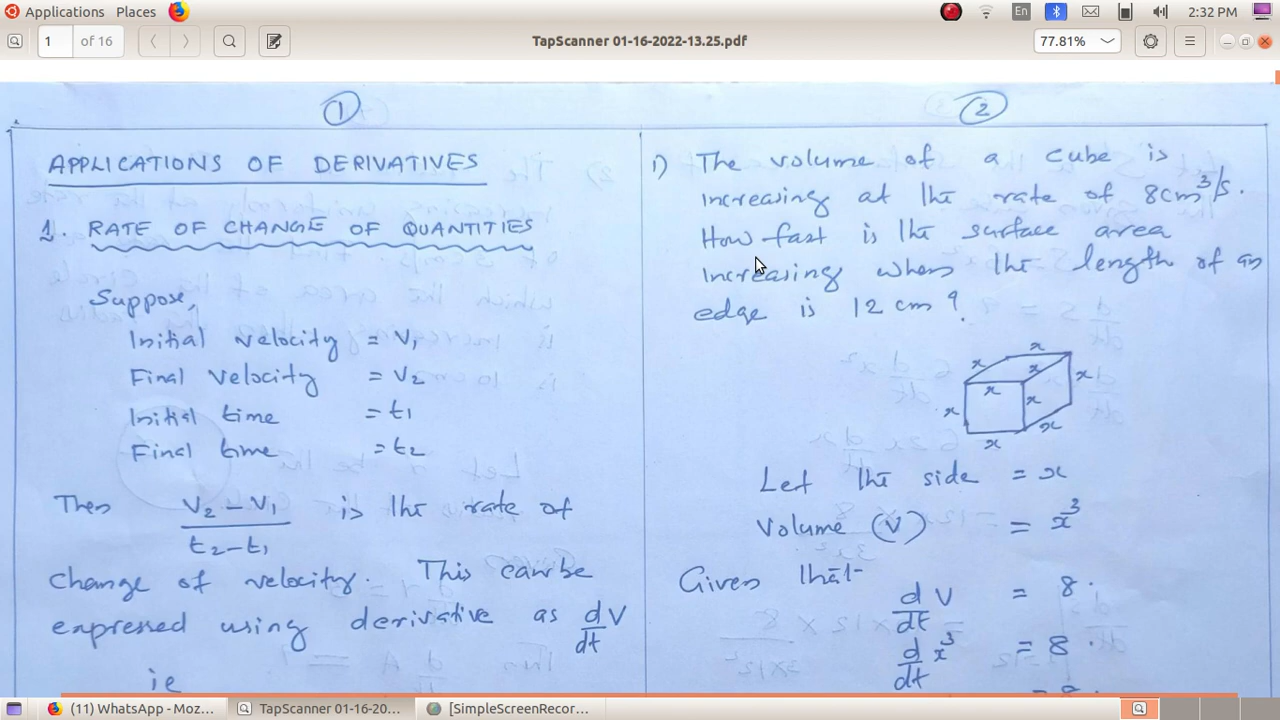 Applications Places En 2:32 PM
1 of 16 TapScanner 01-16-2022-13.25.pdf 77.81%
1
APPLICATIONS OF DERIVATIVES
1. RATE OF CHANGE OF QUANTITIES
Suppose,
Initial velocity = V1
Final velocity = V2
Initial time = t1
Final time = t2
Then V2-V1/t2-t1 is the rate of
change of velocity. This can be
expressed using derivative as d/dt V
ie
2
1) The volume of a cube is
increasing at the rate of 8cm³/s.
How fast is the surface area
increasing when the length of an
edge is 12 cm?
x x x x
x x x
x x
Let the side = x
Volume (V) = x³
Given that
d/dt V = 8.
d/dt x³ = 8.
(11) WhatsApp - Moz... TapScanner 01-16-20... [SimpleScreenRecor...